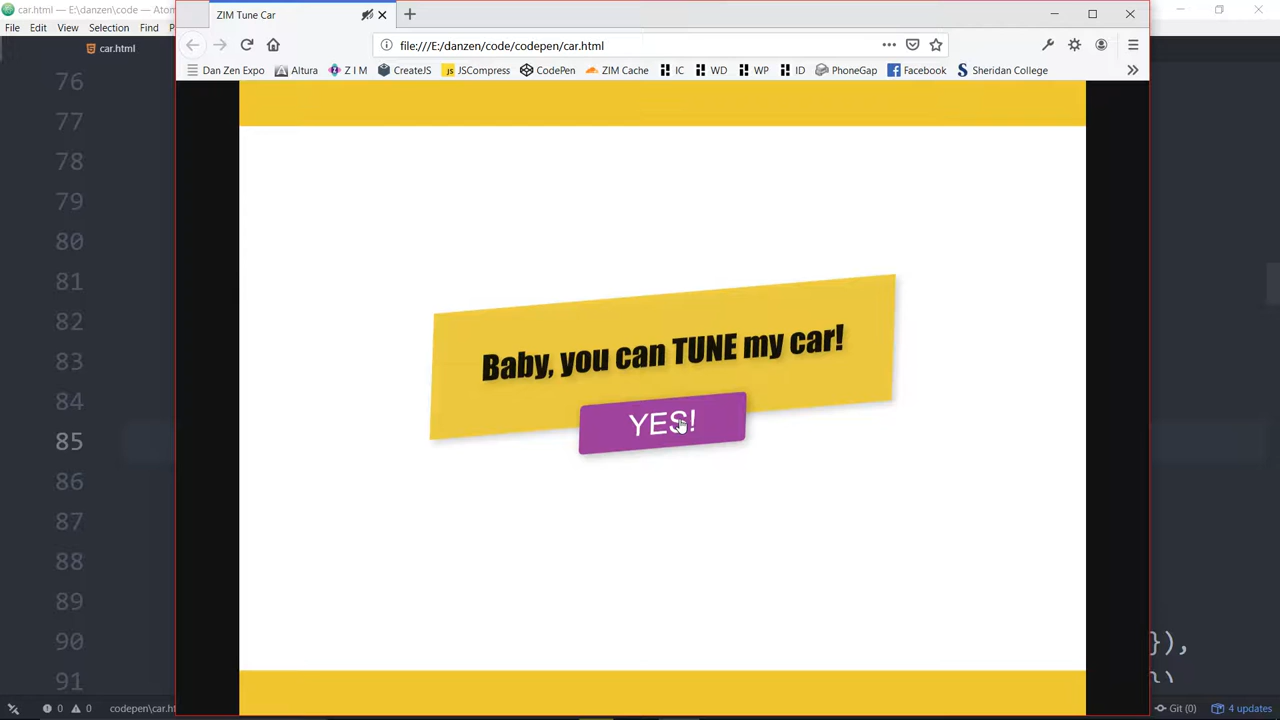 car.html — E:\danzen\code — Atom
File Edit View Selection Find
car.html
76
77
78
79
80
81
82
83
84
85
86
87
88
89
90
91
ZIM Tune Car
file:///E:/danzen/code/codepen/car.html
Dan Zen Expo Altura Z I M CreateJS JSCompress CodePen ZIM Cache IC WD WP ID PhoneGap Facebook Sheridan College
Baby, you can TUNE my car!
YES!
}),
0 0 codepen\car.ht
Git (0) 4 updates